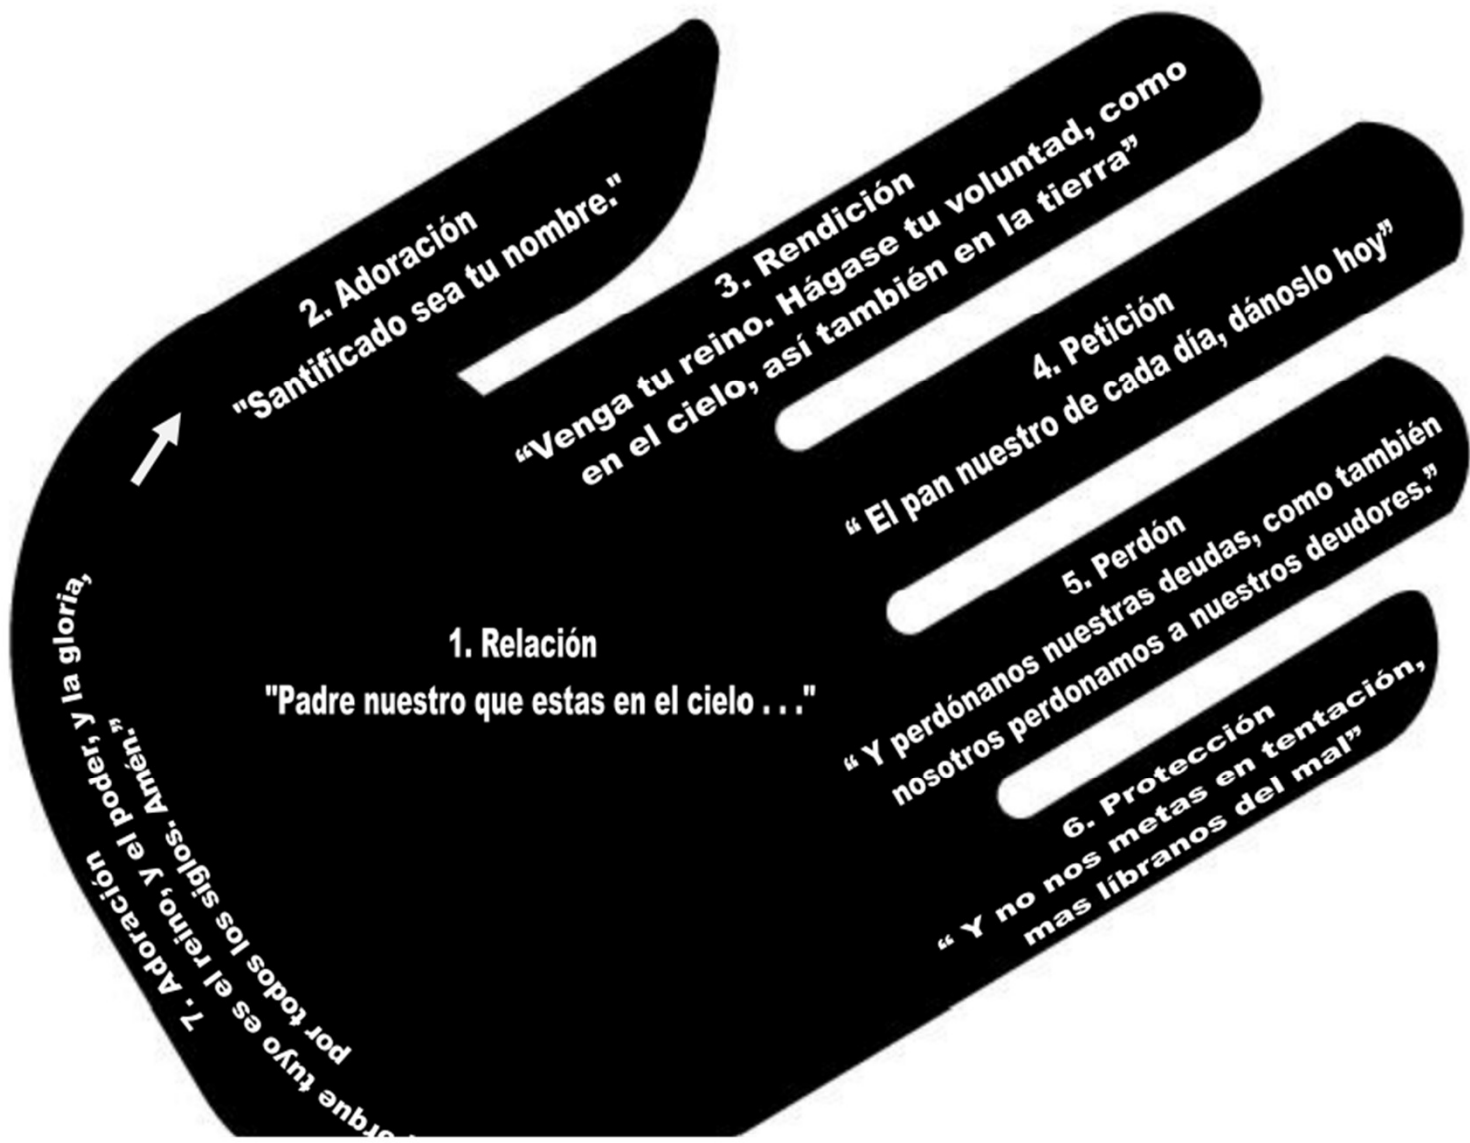 1. Relación
"Padre nuestro que estas en el cielo . . ."
2. Adoración
"Santificado sea tu nombre."
3. Rendición
“Venga tu reino. Hágase tu voluntad, como
en el cielo, así también en la tierra”
4. Petición
“ El pan nuestro de cada día, dánoslo hoy”
5. Perdón
“ Y perdónanos nuestras deudas, como también
nosotros perdonamos a nuestros deudores.”
6. Protección
“ Y no nos metas en tentación,
mas líbranos del mal”
7. Adoración
tuyo es el reino, y el poder, y la gloria,
por todos los siglos. Amén.”